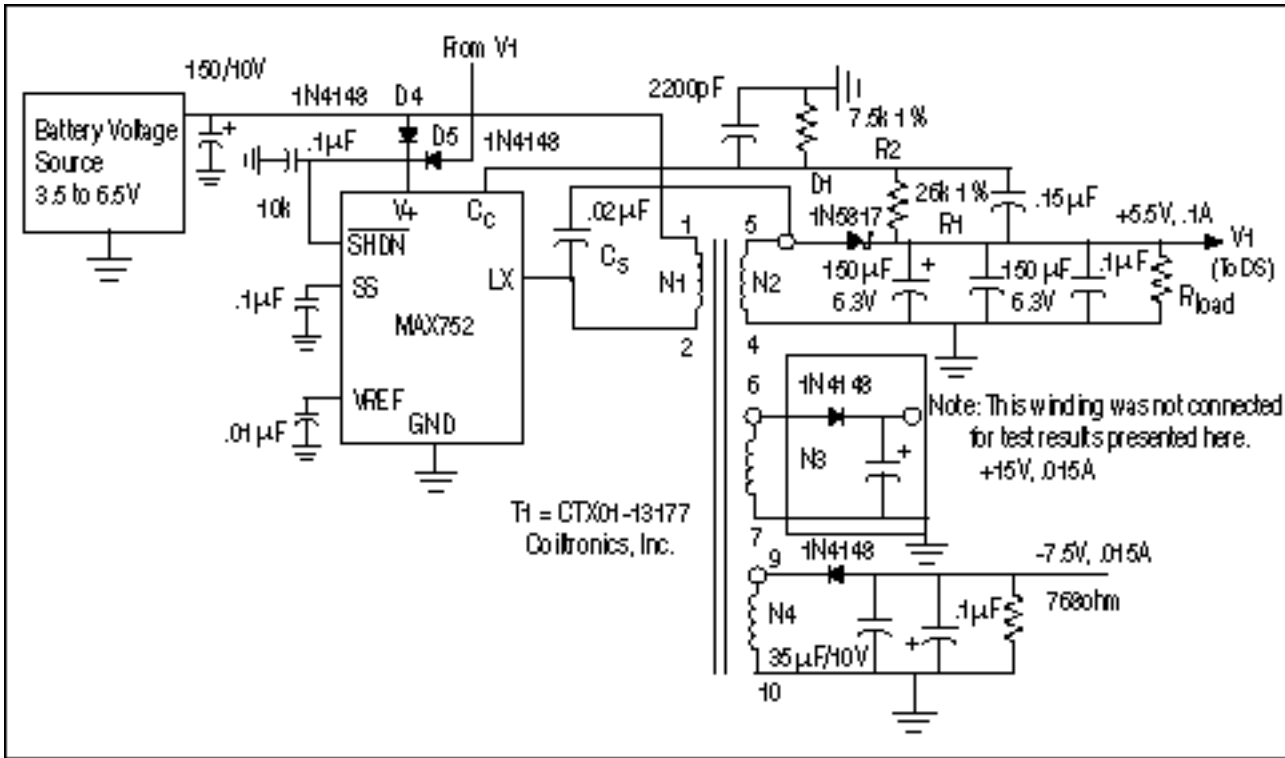 From V1
150/10V
1N4148 D4
2200pF
7.5k 1%
R2
Battery Voltage
Source
3.5 to 6.5V
.1µF
D5
1N4148
10k
V+
CC
SHDN
SS
LX
MAX752
VREF
GND
.1µF
.01µF
.02µF
CS
1
N1
2
5
N2
4
D1
1N5817
26k 1%
R1
.15µF
+5.5V, .1A
V1
(To DS)
150µF
6.3V
150µF
6.3V
.1µF
Rload
6
1N4148
N3
7
Note: This winding was not connected
for test results presented here.
+15V, .015A
T1 = CTX01-13177
Coiltronics, Inc.
9
1N4148
-7.5V, .015A
N4
.1µF
768ohm
35µF/10V
10